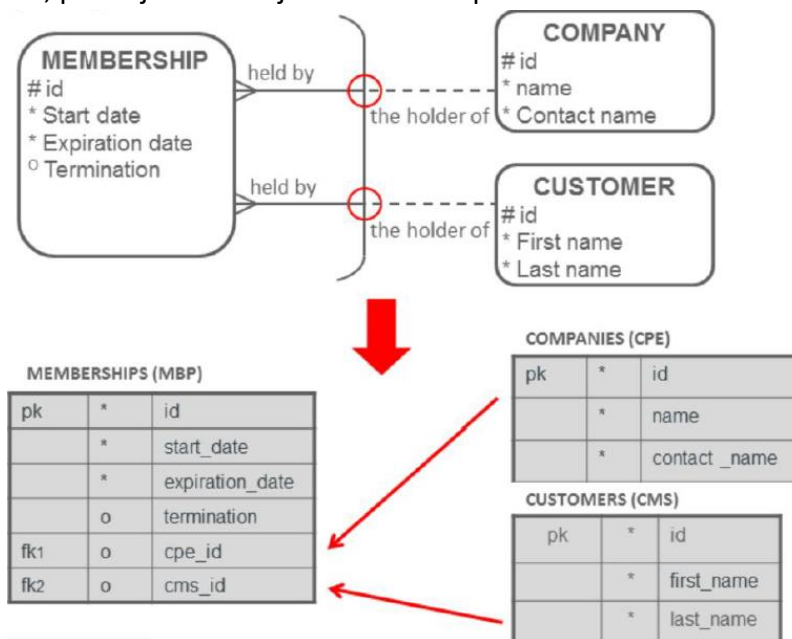 MEMBERSHIP
# id
* Start date
* Expiration date
o Termination
held by
the holder of
COMPANY
# id
* name
* Contact name
held by
the holder of
CUSTOMER
# id
* First name
* Last name
MEMBERSHIPS (MBP)
pk * id
* start_date
* expiration_date
o termination
fk1 o cpe_id
fk2 o cms_id
COMPANIES (CPE)
pk * id
* name
* contact _name
CUSTOMERS (CMS)
pk * id
* first_name
* last_name